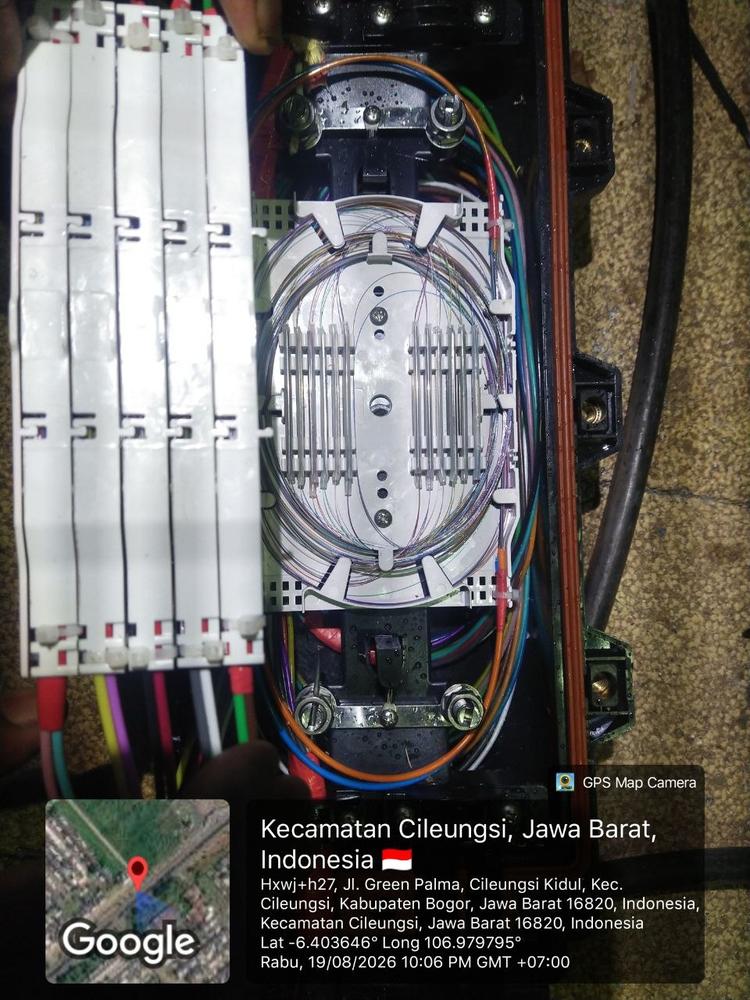 GPS Map Camera
Kecamatan Cileungsi, Jawa Barat,
Indonesia 🇮🇩
Hxwj+h27, Jl. Green Palma, Cileungsi Kidul, Kec.
Cileungsi, Kabupaten Bogor, Jawa Barat 16820, Indonesia,
Kecamatan Cileungsi, Jawa Barat 16820, Indonesia
Lat -6.403646° Long 106.979795°
Rabu, 19/08/2026 10:06 PM GMT +07:00
Google